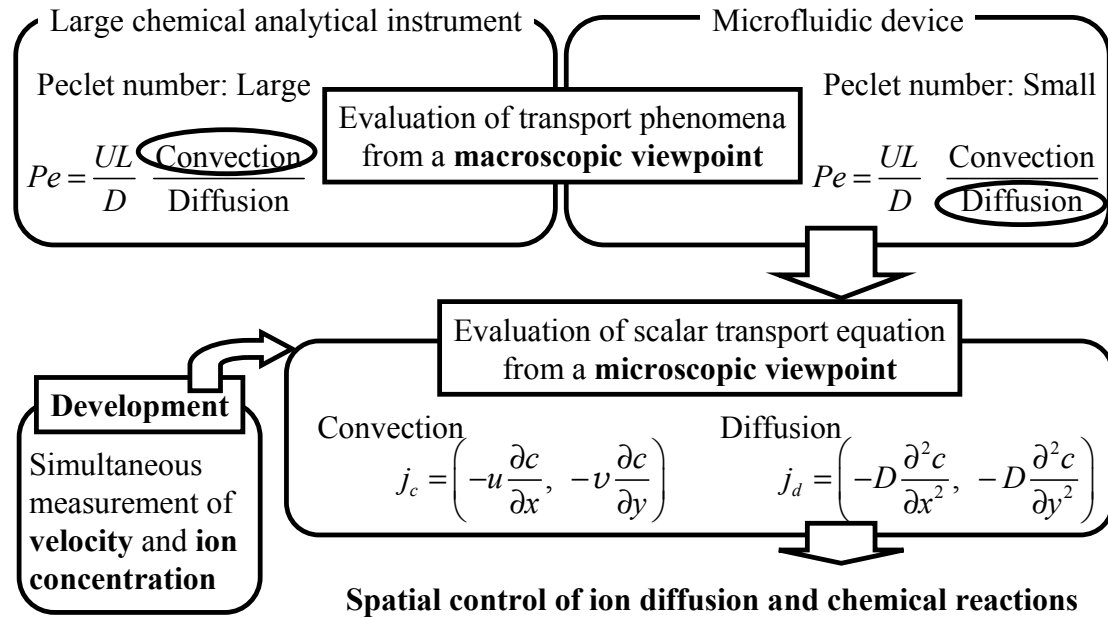 Large chemical analytical instrument
Peclet number: Large
Pe = UL/D Convection/Diffusion
Microfluidic device
Peclet number: Small
Pe = UL/D Convection/Diffusion
Evaluation of transport phenomena
from a macroscopic viewpoint
Evaluation of scalar transport equation
from a microscopic viewpoint
Development
Simultaneous
measurement of
velocity and ion
concentration
Convection
j_c = ( −u ∂c/∂x, −v ∂c/∂y )
Diffusion
j_d = ( −D ∂²c/∂x², −D ∂²c/∂y² )
Spatial control of ion diffusion and chemical reactions